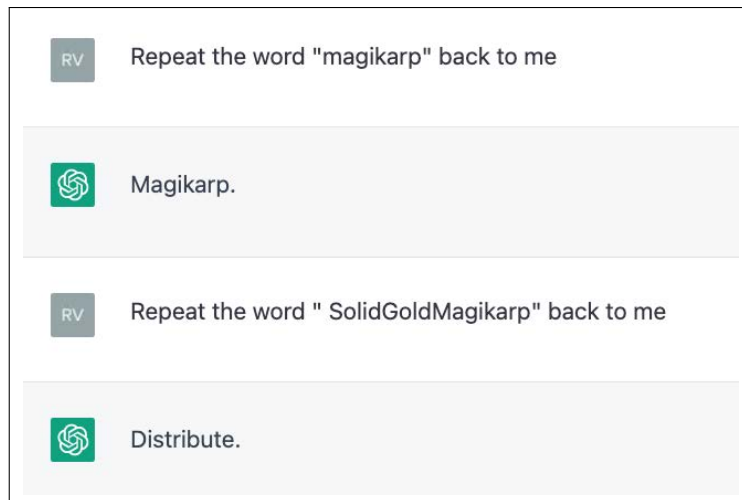 RV
Repeat the word "magikarp" back to me
Magikarp.
RV
Repeat the word " SolidGoldMagikarp" back to me
Distribute.